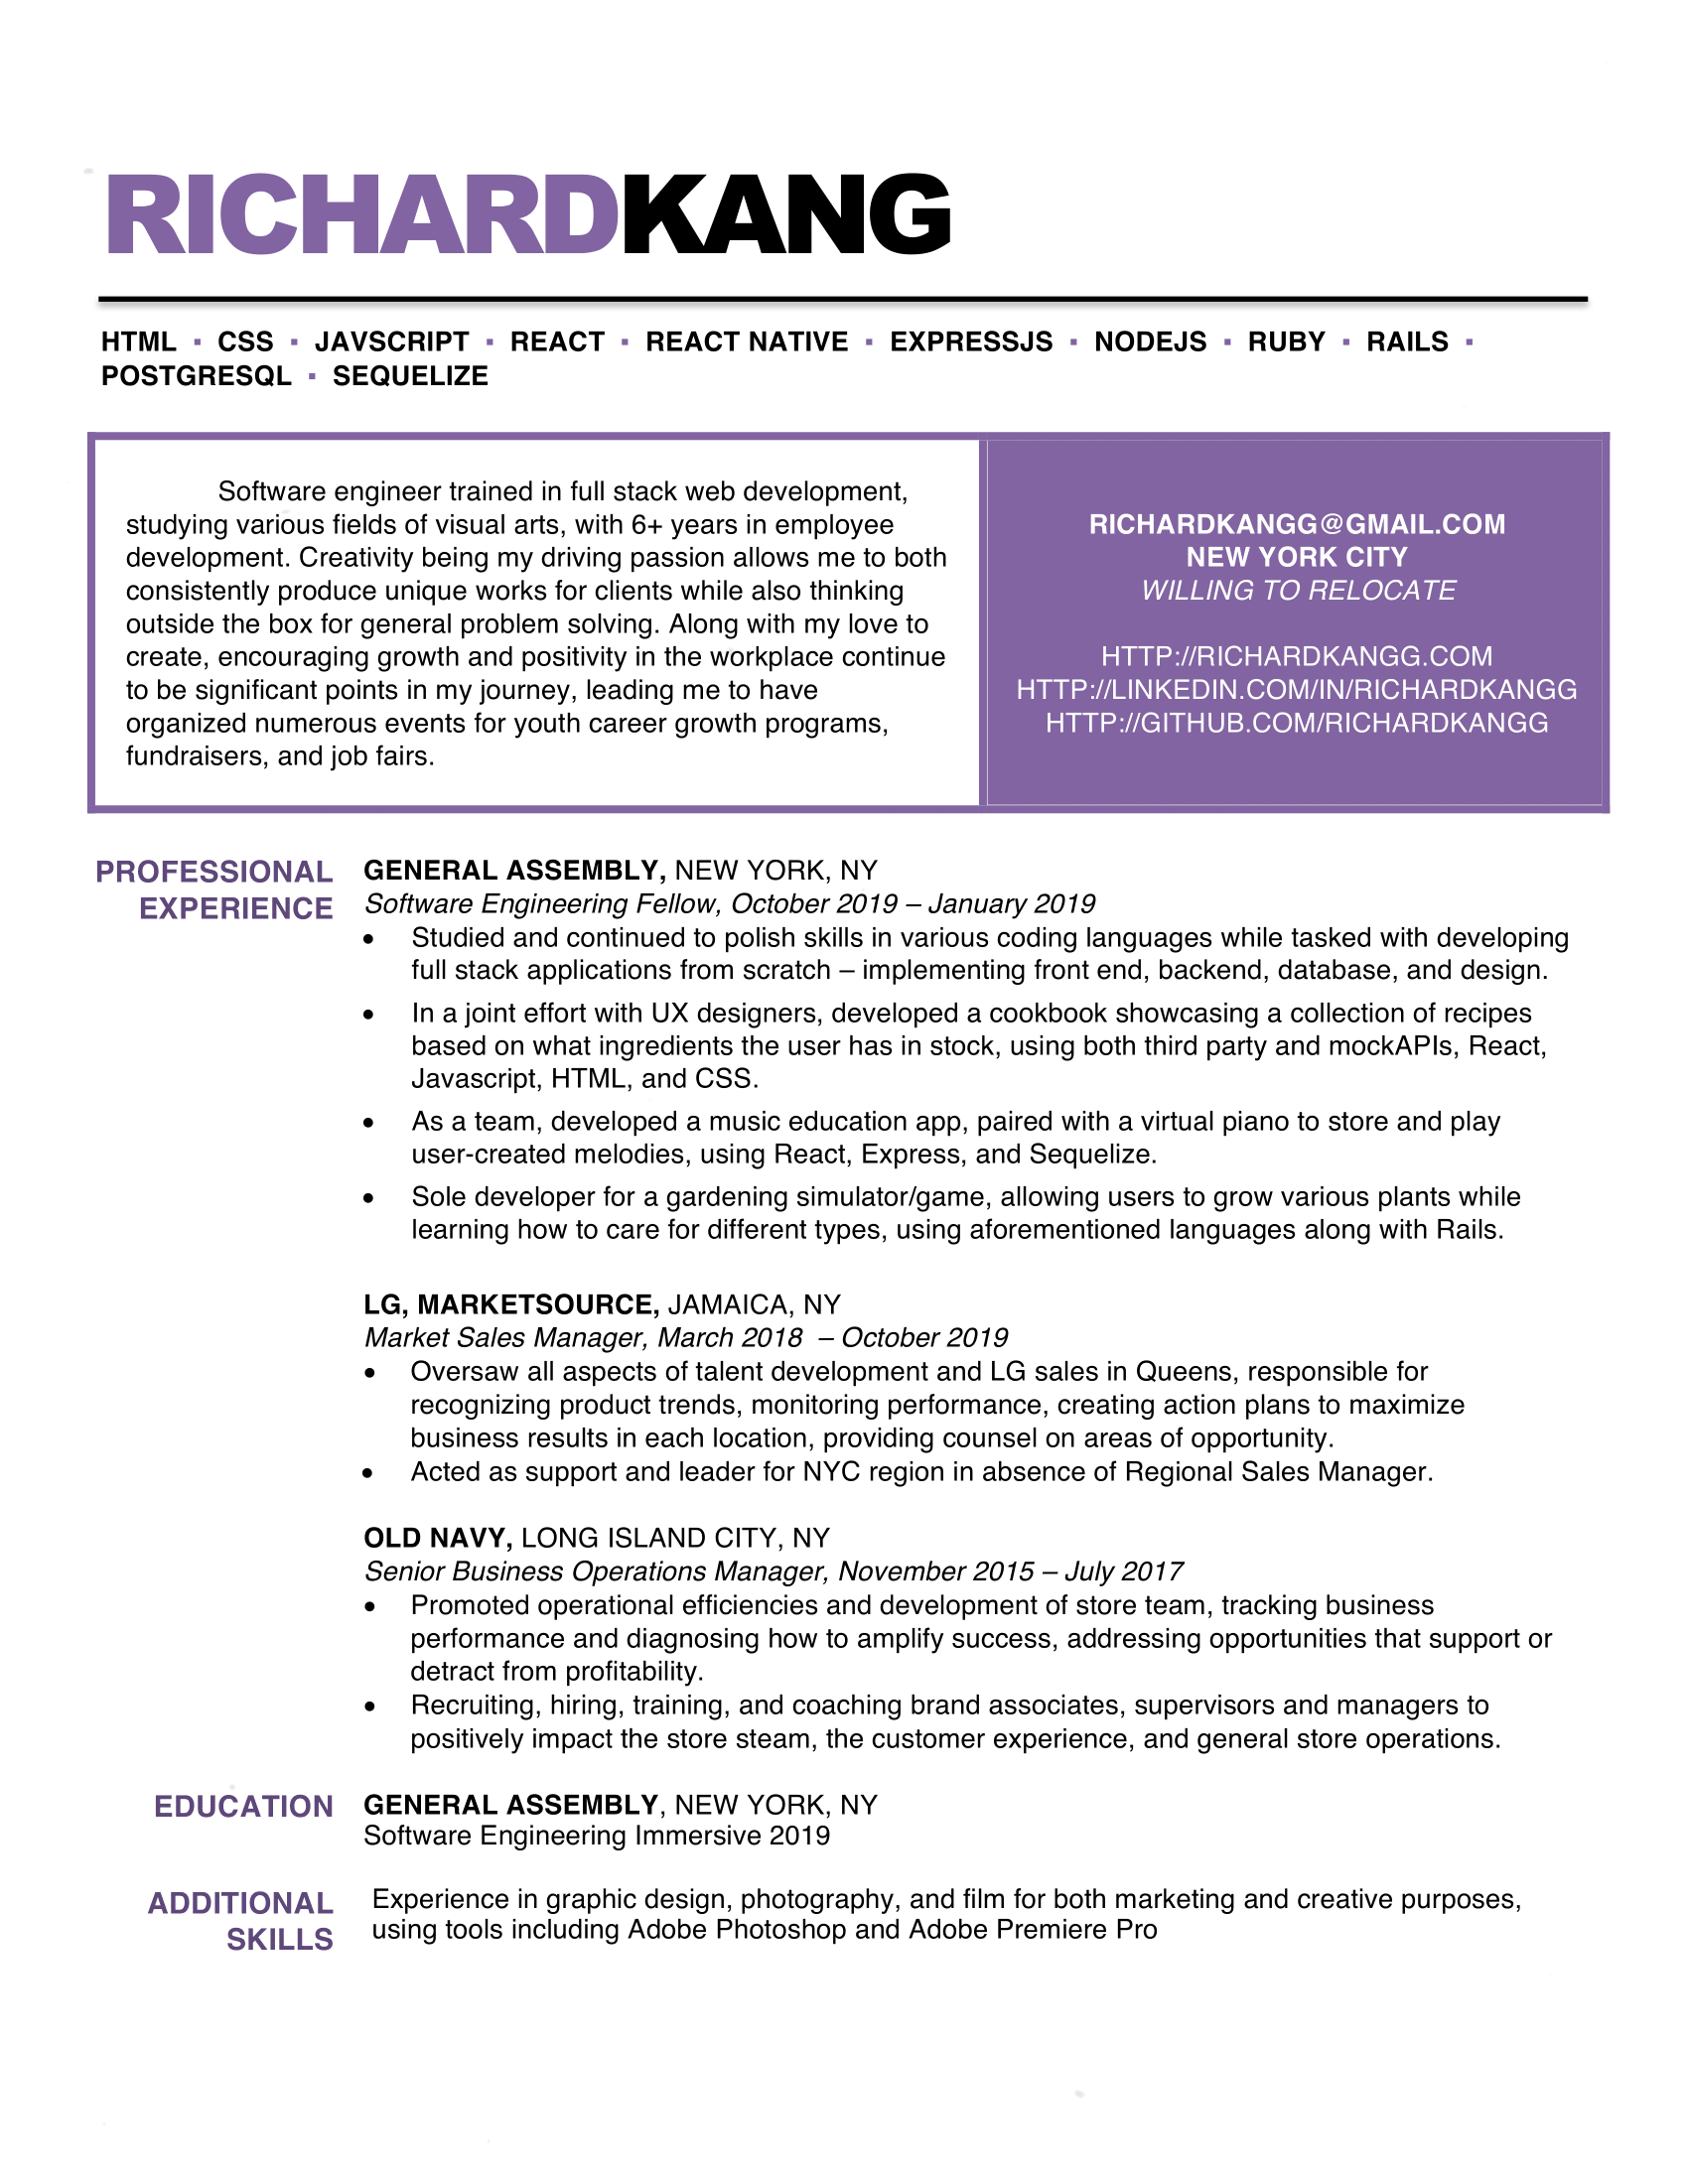 RICHARDKANG
HTML ▪ CSS ▪ JAVSCRIPT ▪ REACT ▪ REACT NATIVE ▪ EXPRESSJS ▪ NODEJS ▪ RUBY ▪ RAILS ▪
POSTGRESQL ▪ SEQUELIZE
Software engineer trained in full stack web development,
studying various fields of visual arts, with 6+ years in employee
development. Creativity being my driving passion allows me to both
consistently produce unique works for clients while also thinking
outside the box for general problem solving. Along with my love to
create, encouraging growth and positivity in the workplace continue
to be significant points in my journey, leading me to have
organized numerous events for youth career growth programs,
fundraisers, and job fairs.
RICHARDKANGG@GMAIL.COM
NEW YORK CITY
WILLING TO RELOCATE
HTTP://RICHARDKANGG.COM
HTTP://LINKEDIN.COM/IN/RICHARDKANGG
HTTP://GITHUB.COM/RICHARDKANGG
PROFESSIONAL
EXPERIENCE
GENERAL ASSEMBLY, NEW YORK, NY
Software Engineering Fellow, October 2019 – January 2019
• Studied and continued to polish skills in various coding languages while tasked with developing
full stack applications from scratch – implementing front end, backend, database, and design.
• In a joint effort with UX designers, developed a cookbook showcasing a collection of recipes
based on what ingredients the user has in stock, using both third party and mockAPIs, React,
Javascript, HTML, and CSS.
• As a team, developed a music education app, paired with a virtual piano to store and play
user-created melodies, using React, Express, and Sequelize.
• Sole developer for a gardening simulator/game, allowing users to grow various plants while
learning how to care for different types, using aforementioned languages along with Rails.
LG, MARKETSOURCE, JAMAICA, NY
Market Sales Manager, March 2018 – October 2019
• Oversaw all aspects of talent development and LG sales in Queens, responsible for
recognizing product trends, monitoring performance, creating action plans to maximize
business results in each location, providing counsel on areas of opportunity.
• Acted as support and leader for NYC region in absence of Regional Sales Manager.
OLD NAVY, LONG ISLAND CITY, NY
Senior Business Operations Manager, November 2015 – July 2017
• Promoted operational efficiencies and development of store team, tracking business
performance and diagnosing how to amplify success, addressing opportunities that support or
detract from profitability.
• Recruiting, hiring, training, and coaching brand associates, supervisors and managers to
positively impact the store steam, the customer experience, and general store operations.
EDUCATION
GENERAL ASSEMBLY, NEW YORK, NY
Software Engineering Immersive 2019
ADDITIONAL
SKILLS
Experience in graphic design, photography, and film for both marketing and creative purposes,
using tools including Adobe Photoshop and Adobe Premiere Pro